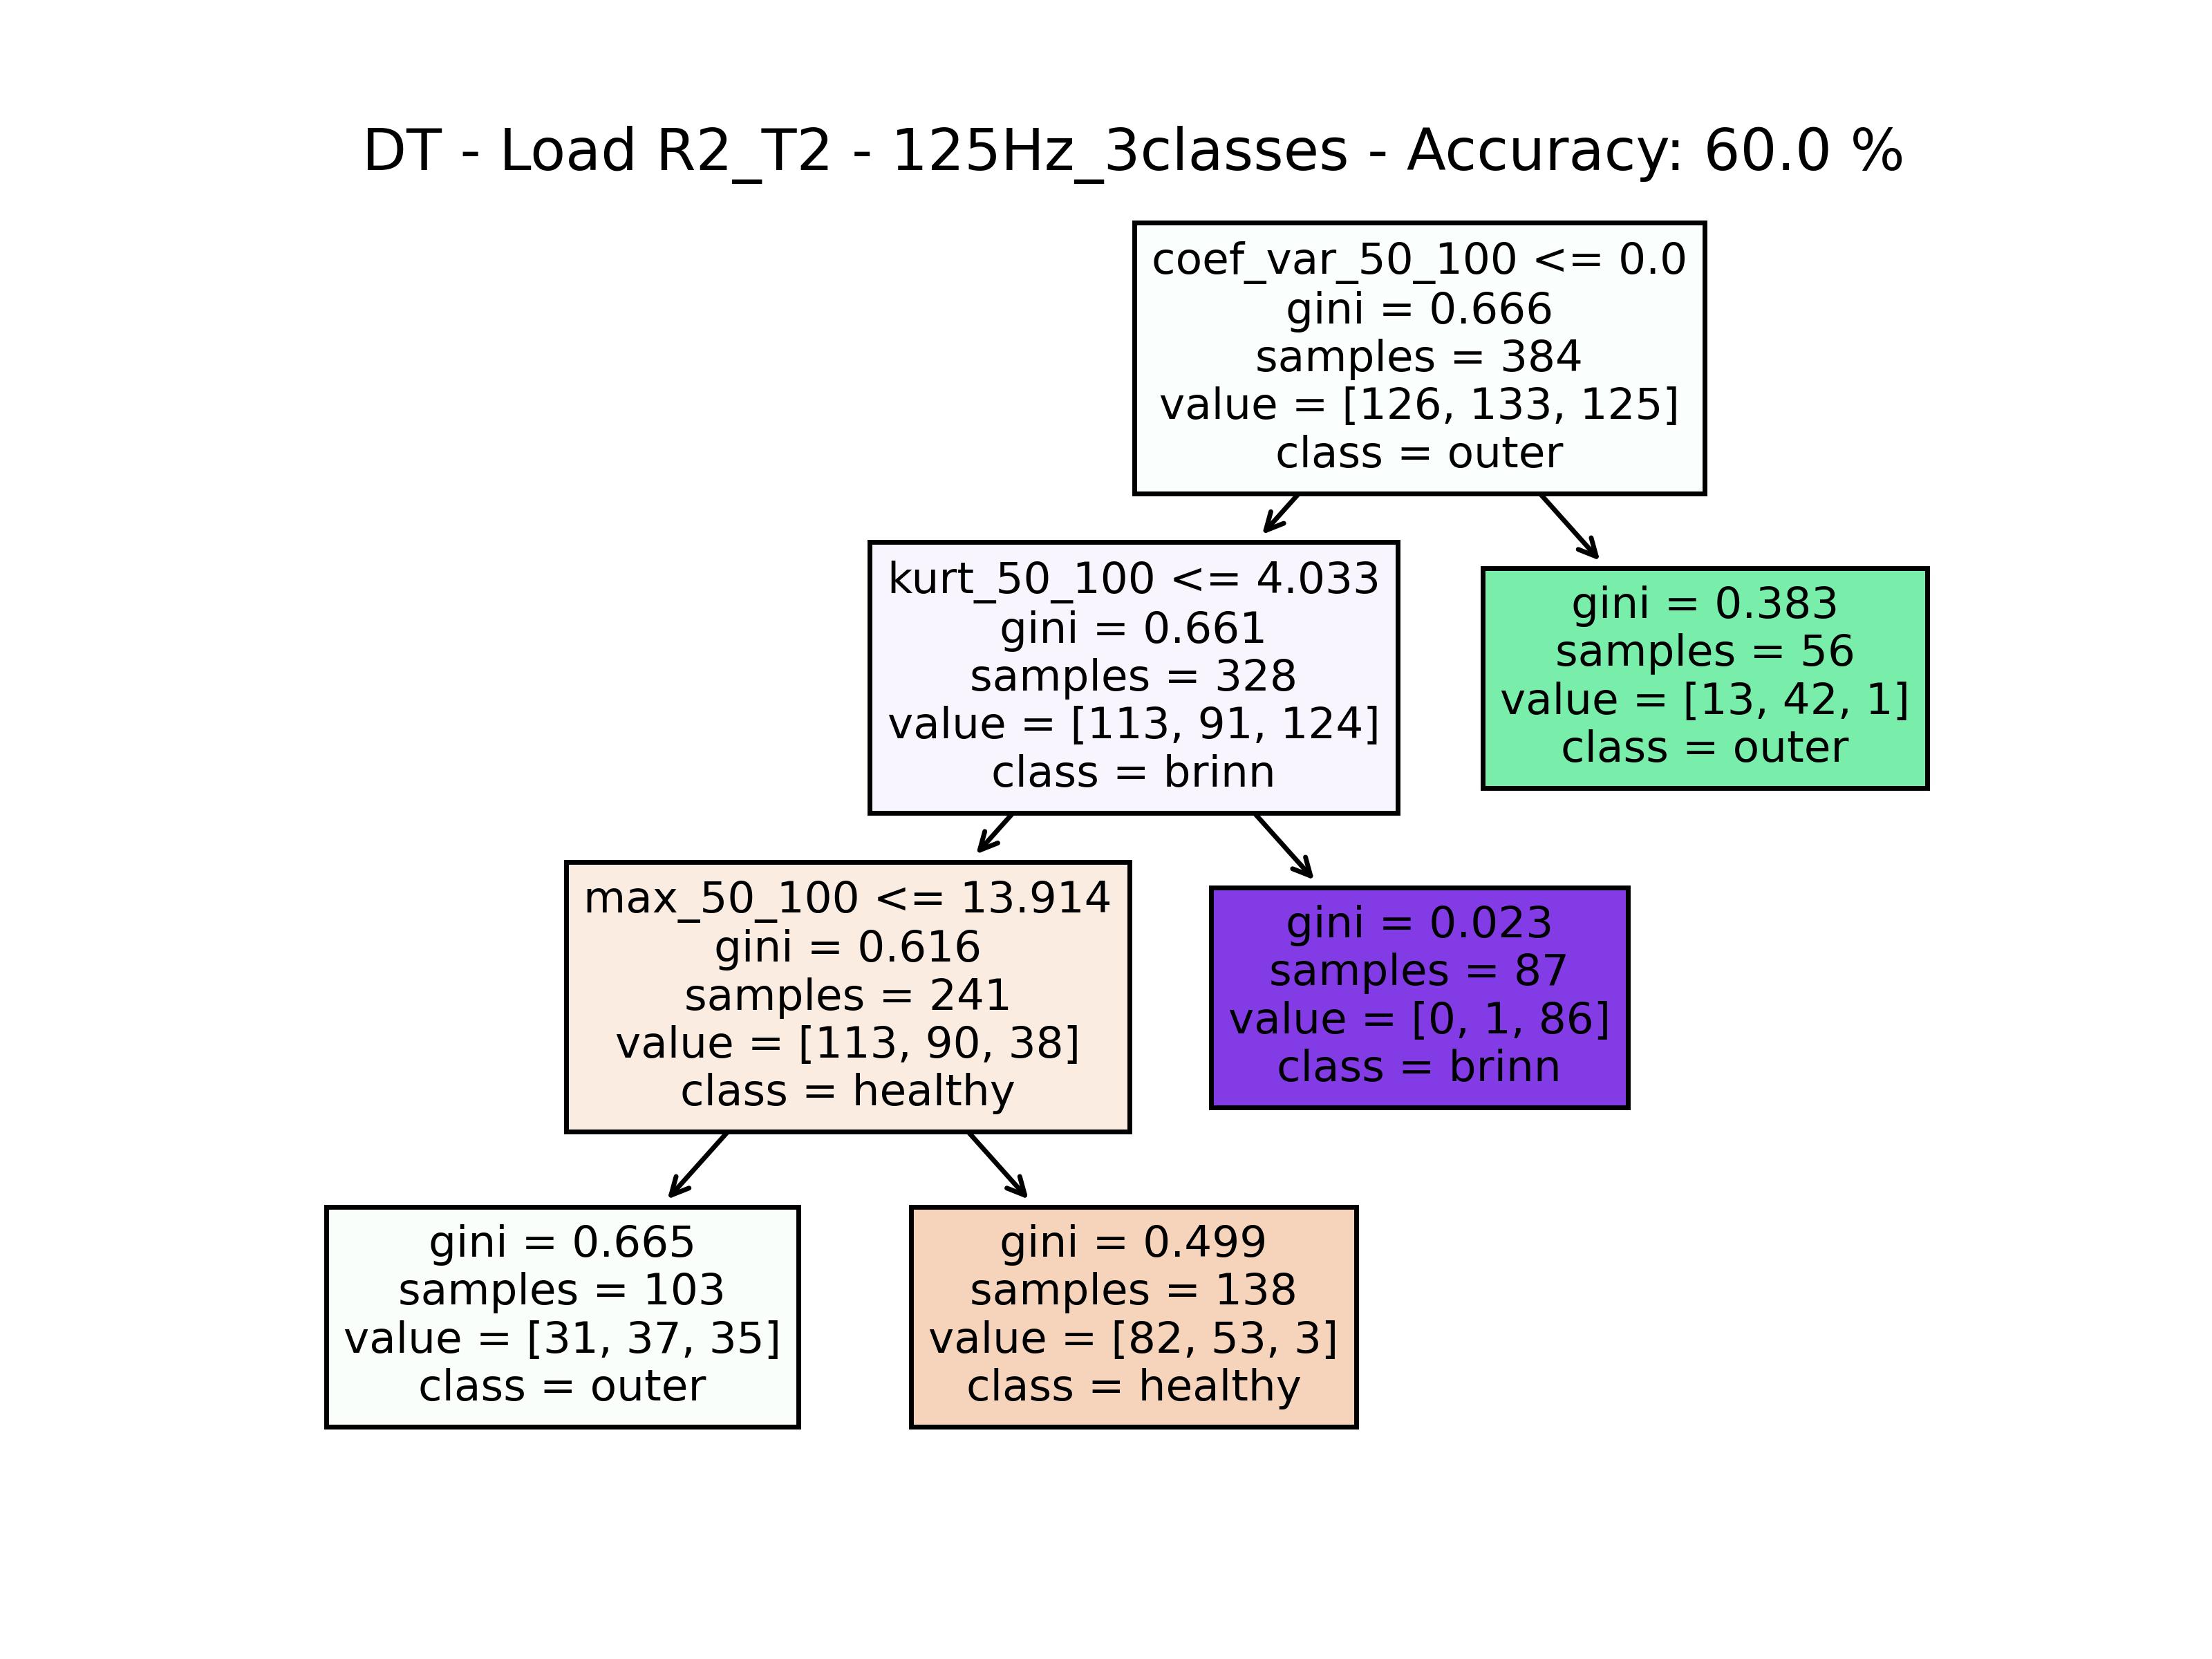 DT - Load R2_T2 - 125Hz_3classes - Accuracy: 60.0 %
coef_var_50_100 <= 0.0
gini = 0.666
samples = 384
value = [126, 133, 125]
class = outer
kurt_50_100 <= 4.033
gini = 0.661
samples = 328
value = [113, 91, 124]
class = brinn
gini = 0.383
samples = 56
value = [13, 42, 1]
class = outer
max_50_100 <= 13.914
gini = 0.616
samples = 241
value = [113, 90, 38]
class = healthy
gini = 0.023
samples = 87
value = [0, 1, 86]
class = brinn
gini = 0.665
samples = 103
value = [31, 37, 35]
class = outer
gini = 0.499
samples = 138
value = [82, 53, 3]
class = healthy